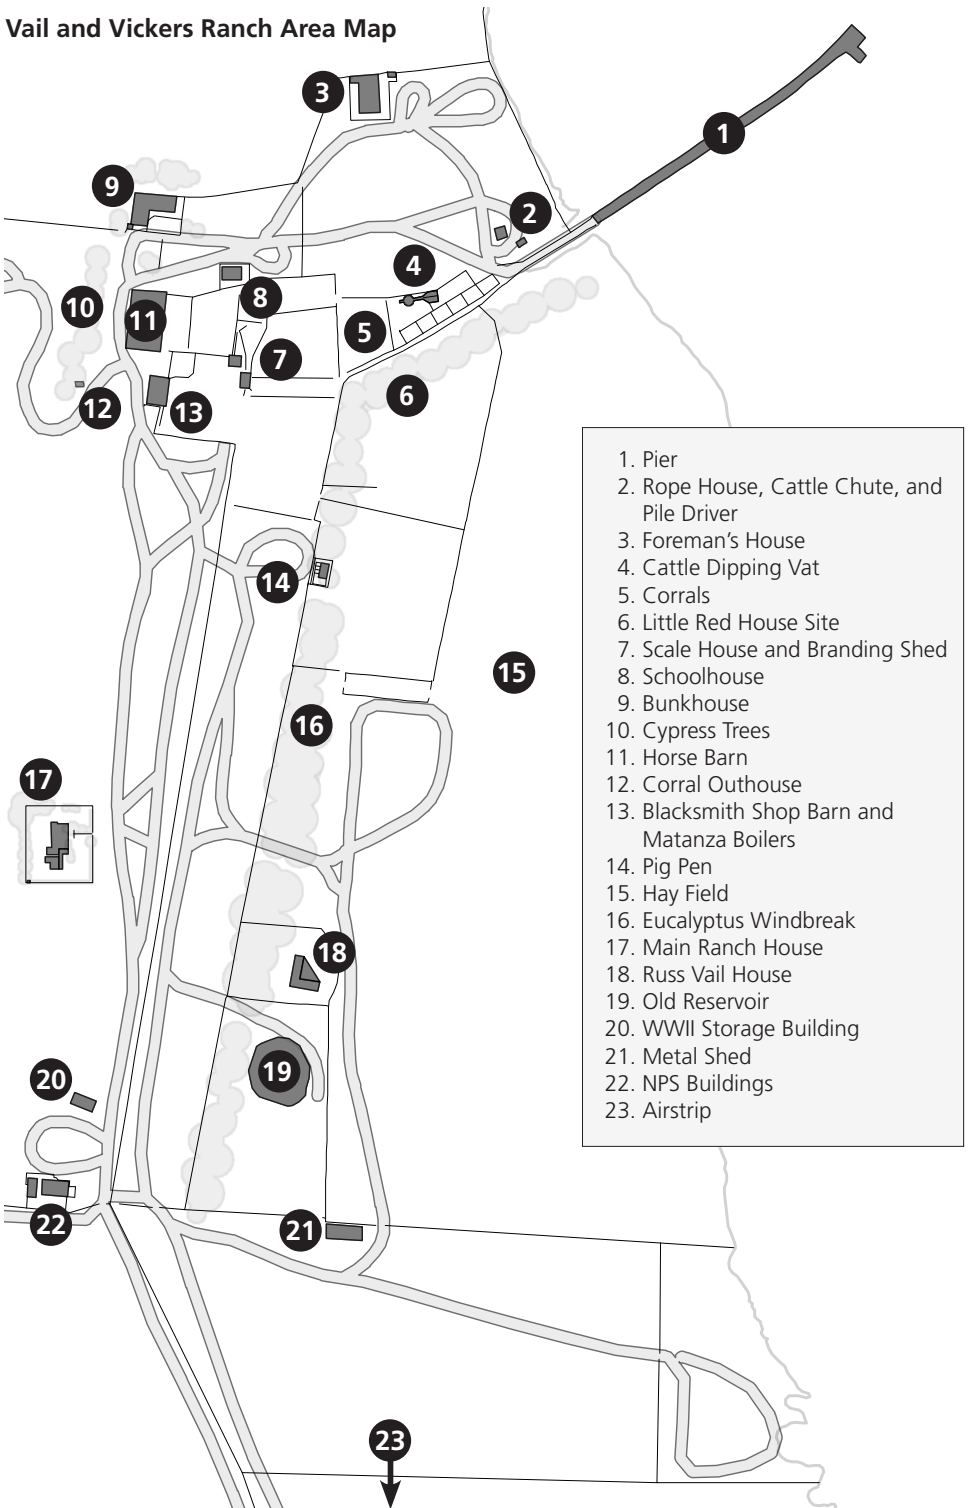 Vail and Vickers Ranch Area Map
3
1
9
2
4
8
10
11
5
7
6
12
13
14
15
16
17
18
19
20
21
22
23
1. Pier
2. Rope House, Cattle Chute, and
Pile Driver
3. Foreman’s House
4. Cattle Dipping Vat
5. Corrals
6. Little Red House Site
7. Scale House and Branding Shed
8. Schoolhouse
9. Bunkhouse
10. Cypress Trees
11. Horse Barn
12. Corral Outhouse
13. Blacksmith Shop Barn and
Matanza Boilers
14. Pig Pen
15. Hay Field
16. Eucalyptus Windbreak
17. Main Ranch House
18. Russ Vail House
19. Old Reservoir
20. WWII Storage Building
21. Metal Shed
22. NPS Buildings
23. Airstrip